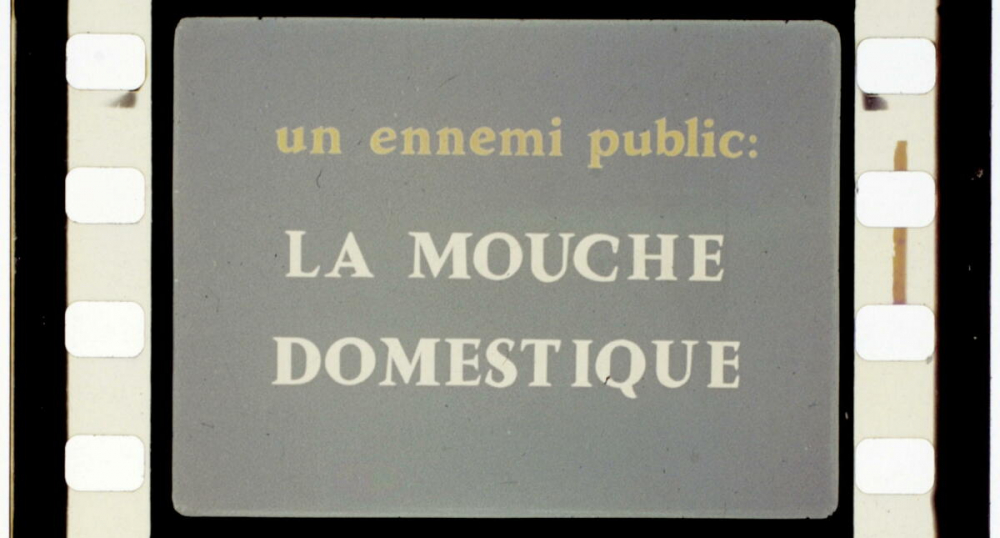 un ennemi public:
LA MOUCHE
DOMESTIQUE